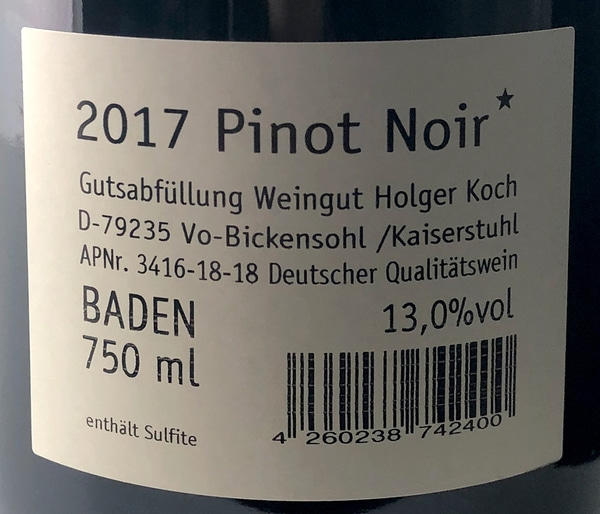 2017 Pinot Noir★
Gutsabfüllung Weingut Holger Koch
D-79235 Vo-Bickensohl /Kaiserstuhl
APNr. 3416-18-18 Deutscher Qualitätswein
BADEN
13,0%vol
750 ml
enthält Sulfite
4 260238 742400